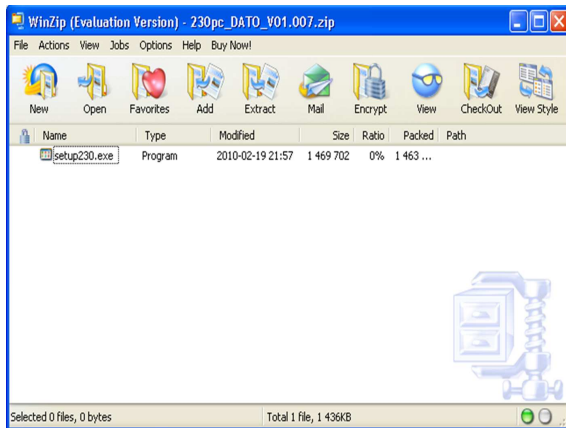 WinZip (Evaluation Version) - 230pc_DATO_V01.007.zip
File Actions View Jobs Options Help Buy Now!
New Open Favorites Add Extract Mail Encrypt View CheckOut View Style
Name Type Modified Size Ratio Packed Path
setup230.exe Program 2010-02-19 21:57 1 469 702 0% 1 463 ...
Selected 0 files, 0 bytes Total 1 file, 1 436KB